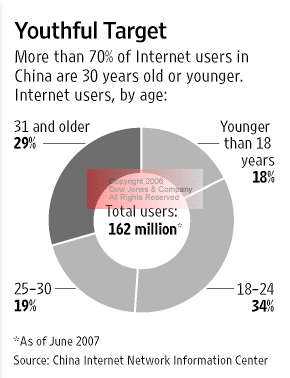 Youthful Target
More than 70% of Internet users in
China are 30 years old or younger.
Internet users, by age:
31 and older
29%
Younger
than 18
years
18%
Copyright 2006
Dow Jones & Company
All Rights Reserved
Total users:
162 million*
25–30
19%
18–24
34%
*As of June 2007
Source: China Internet Network Information Center